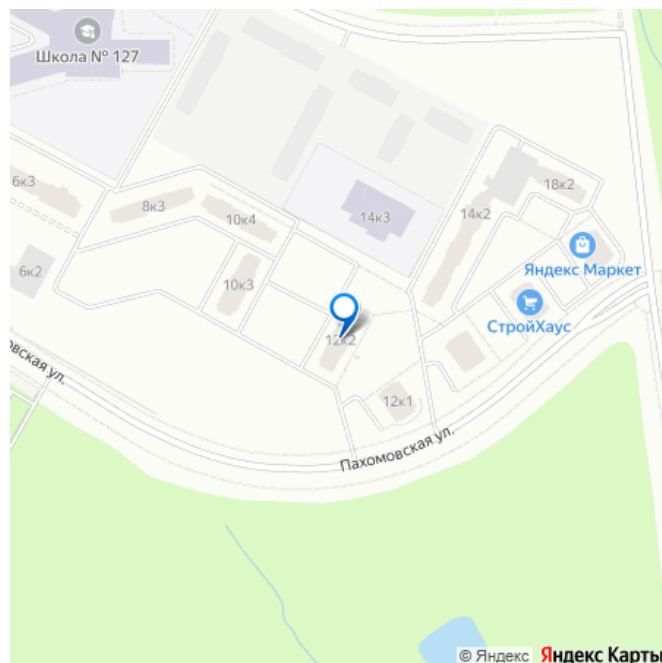 Школа № 127
6к3
8к3
10к4
14к3
14к2
18к2
6к2
10к3
Яндекс Маркет
СтройХаус
12к2
овская ул.
12к1
Пахомовская ул.
© Яндекс Яндекс Карты